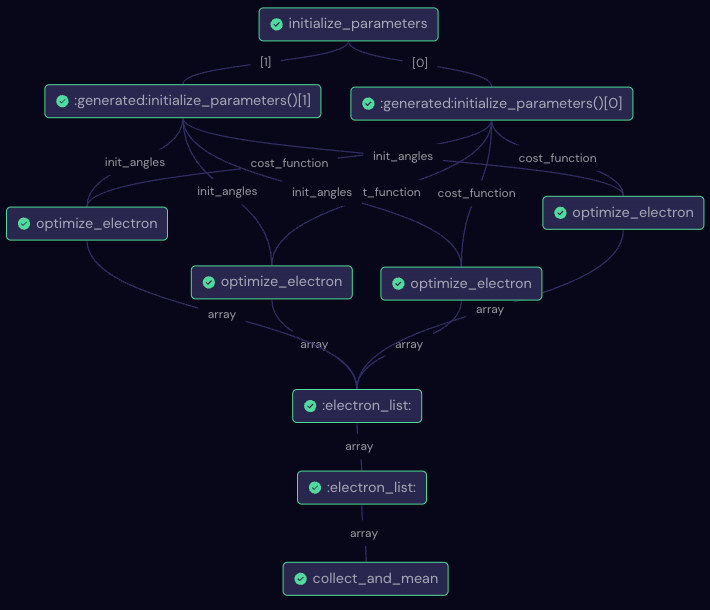 initialize_parameters
[1]
[0]
:generated:initialize_parameters()[1]
:generated:initialize_parameters()[0]
init_angles
cost_function
init_angles
cost_function
init_angles
init_angles
t_function
cost_function
optimize_electron
optimize_electron
optimize_electron
optimize_electron
array
array
array
array
:electron_list:
array
:electron_list:
array
collect_and_mean